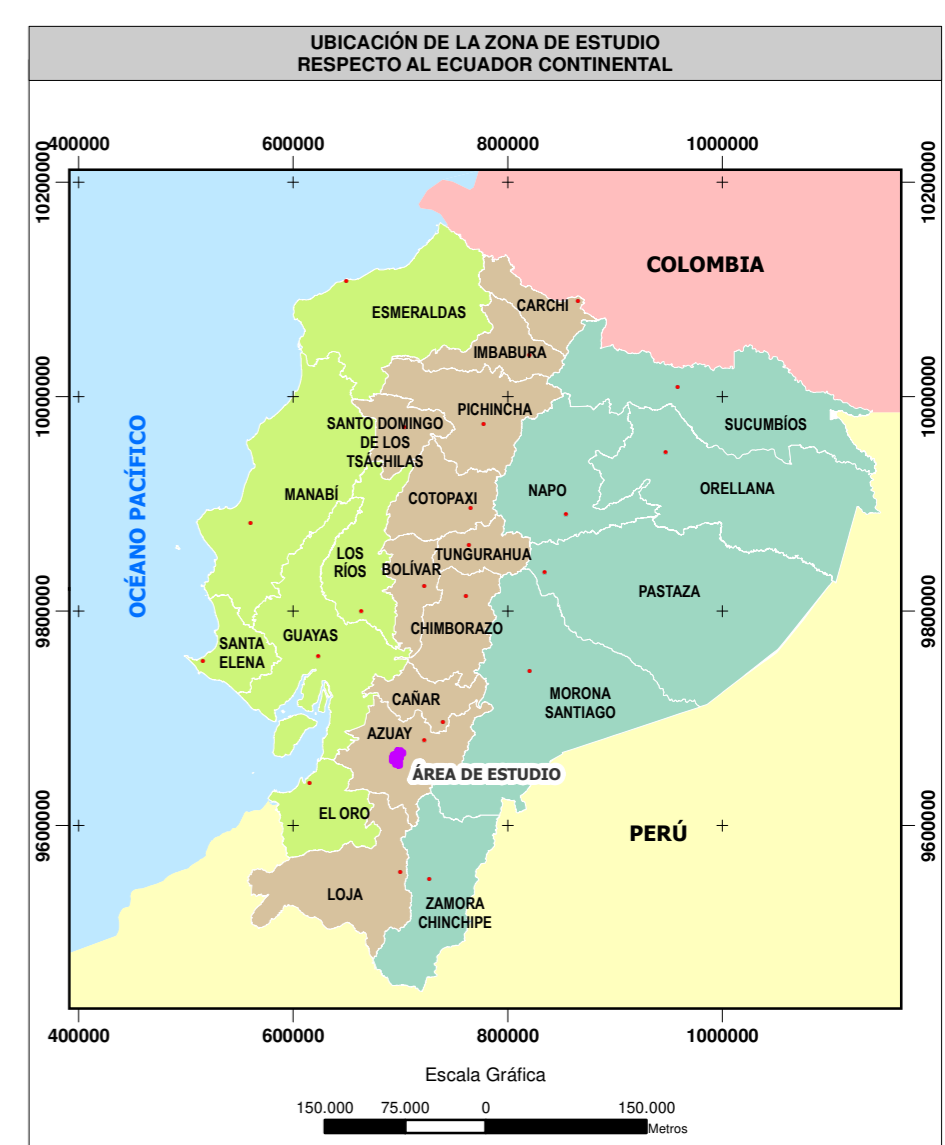 UBICACIÓN DE LA ZONA DE ESTUDIO
RESPECTO AL ECUADOR CONTINENTAL
400000 600000 800000 1000000
10200000 10200000
COLOMBIA
CARCHI
ESMERALDAS
IMBABURA
10000000 10000000
PICHINCHA
SANTO DOMINGO
DE LOS
TSÁCHILAS
SUCUMBÍOS
OCÉANO PACÍFICO
MANABÍ
COTOPAXI
NAPO
ORELLANA
LOS
RÍOS
TUNGURAHUA
BOLÍVAR
PASTAZA
9800000 9800000
CHIMBORAZO
GUAYAS
SANTA
ELENA
MORONA
SANTIAGO
CAÑAR
AZUAY
ÁREA DE ESTUDIO
EL ORO
9600000 9600000
PERÚ
LOJA
ZAMORA
CHINCHIPE
400000 600000 800000 1000000
Escala Gráfica
150.000 75.000 0 150.000
Metros